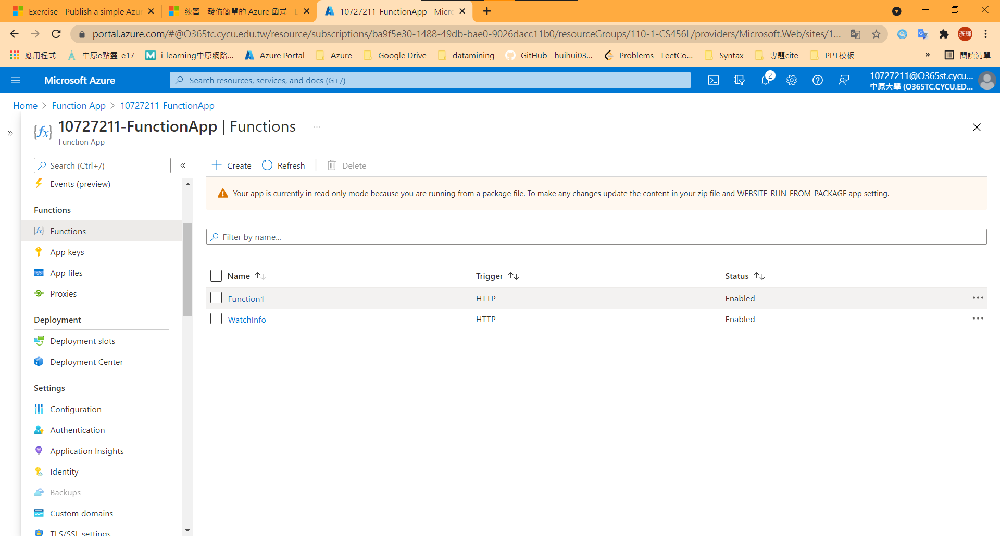 Exercise - Publish a simple Azu
練習 - 發佈簡單的 Azure 函式 - L
10727211-FunctionApp - Micro
portal.azure.com/#@O365tc.cycu.edu.tw/resource/subscriptions/ba9f5e30-1488-49db-bae0-9026dacc11b0/resourceGroups/110-1-CS456L/providers/Microsoft.Web/sites/1...
彥輝
應用程式
中原e點靈_e17
i-learning中原網路...
Azure Portal
Azure
Google Drive
datamining
GitHub - huihui03...
Problems - LeetCo...
Syntax
專題cite
PPT模板
»
閱讀清單
Microsoft Azure
Search resources, services, and docs (G+/)
2
10727211@O365st.cycu...
中原大學 (O365TC.CYCU.ED...
Home > Function App > 10727211-FunctionApp
10727211-FunctionApp | Functions ...
Function App
Search (Ctrl+/)
«
Create
Refresh
Delete
Events (preview)
Your app is currently in read only mode because you are running from a package file. To make any changes update the content in your zip file and WEBSITE_RUN_FROM_PACKAGE app setting.
Functions
Functions
Filter by name...
App keys
App files
Name
Trigger
Status
Proxies
Function1
HTTP
Enabled
WatchInfo
HTTP
Enabled
Deployment
Deployment slots
Deployment Center
Settings
Configuration
Authentication
Application Insights
Identity
Backups
Custom domains
TLS/SSL settings